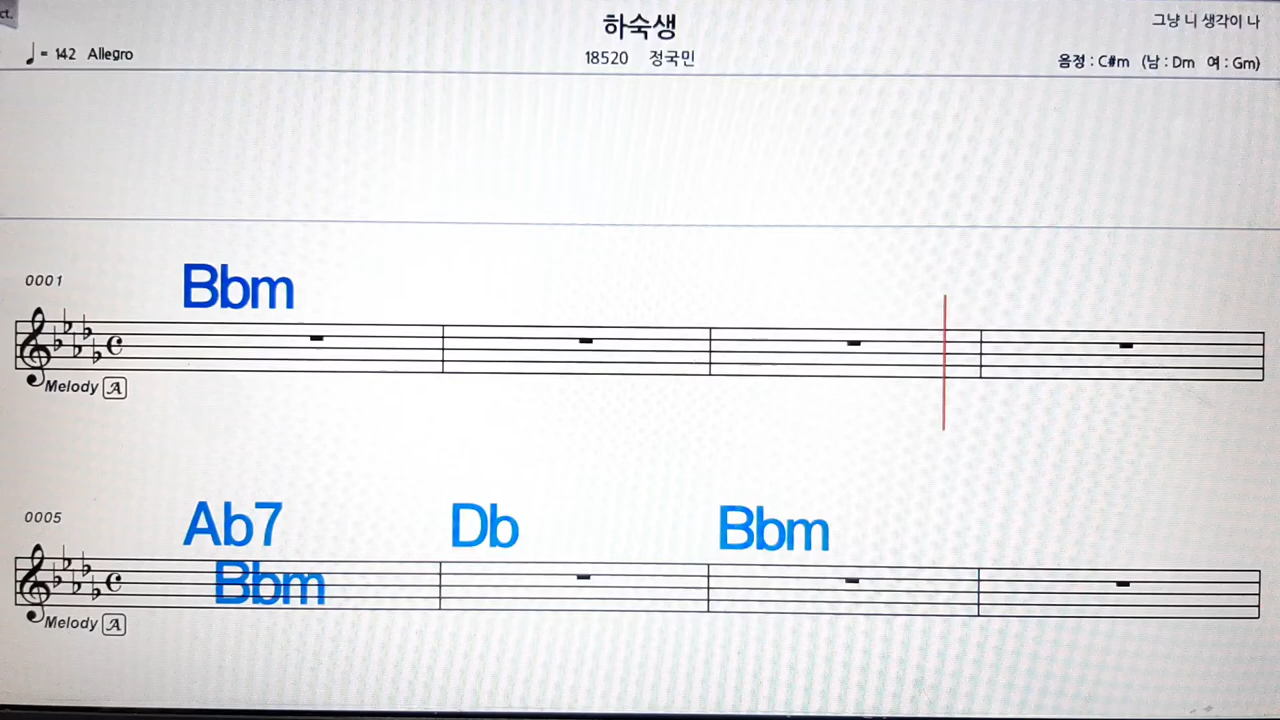 ct.
하숙생
그냥 니 생각이 나
♩ = 142 Allegro
18520 정국민
음정 : C#m (남 : Dm 여 : Gm)
0001
Bbm
Melody A
0005
Ab7 Db Bbm
Bbm
Melody A